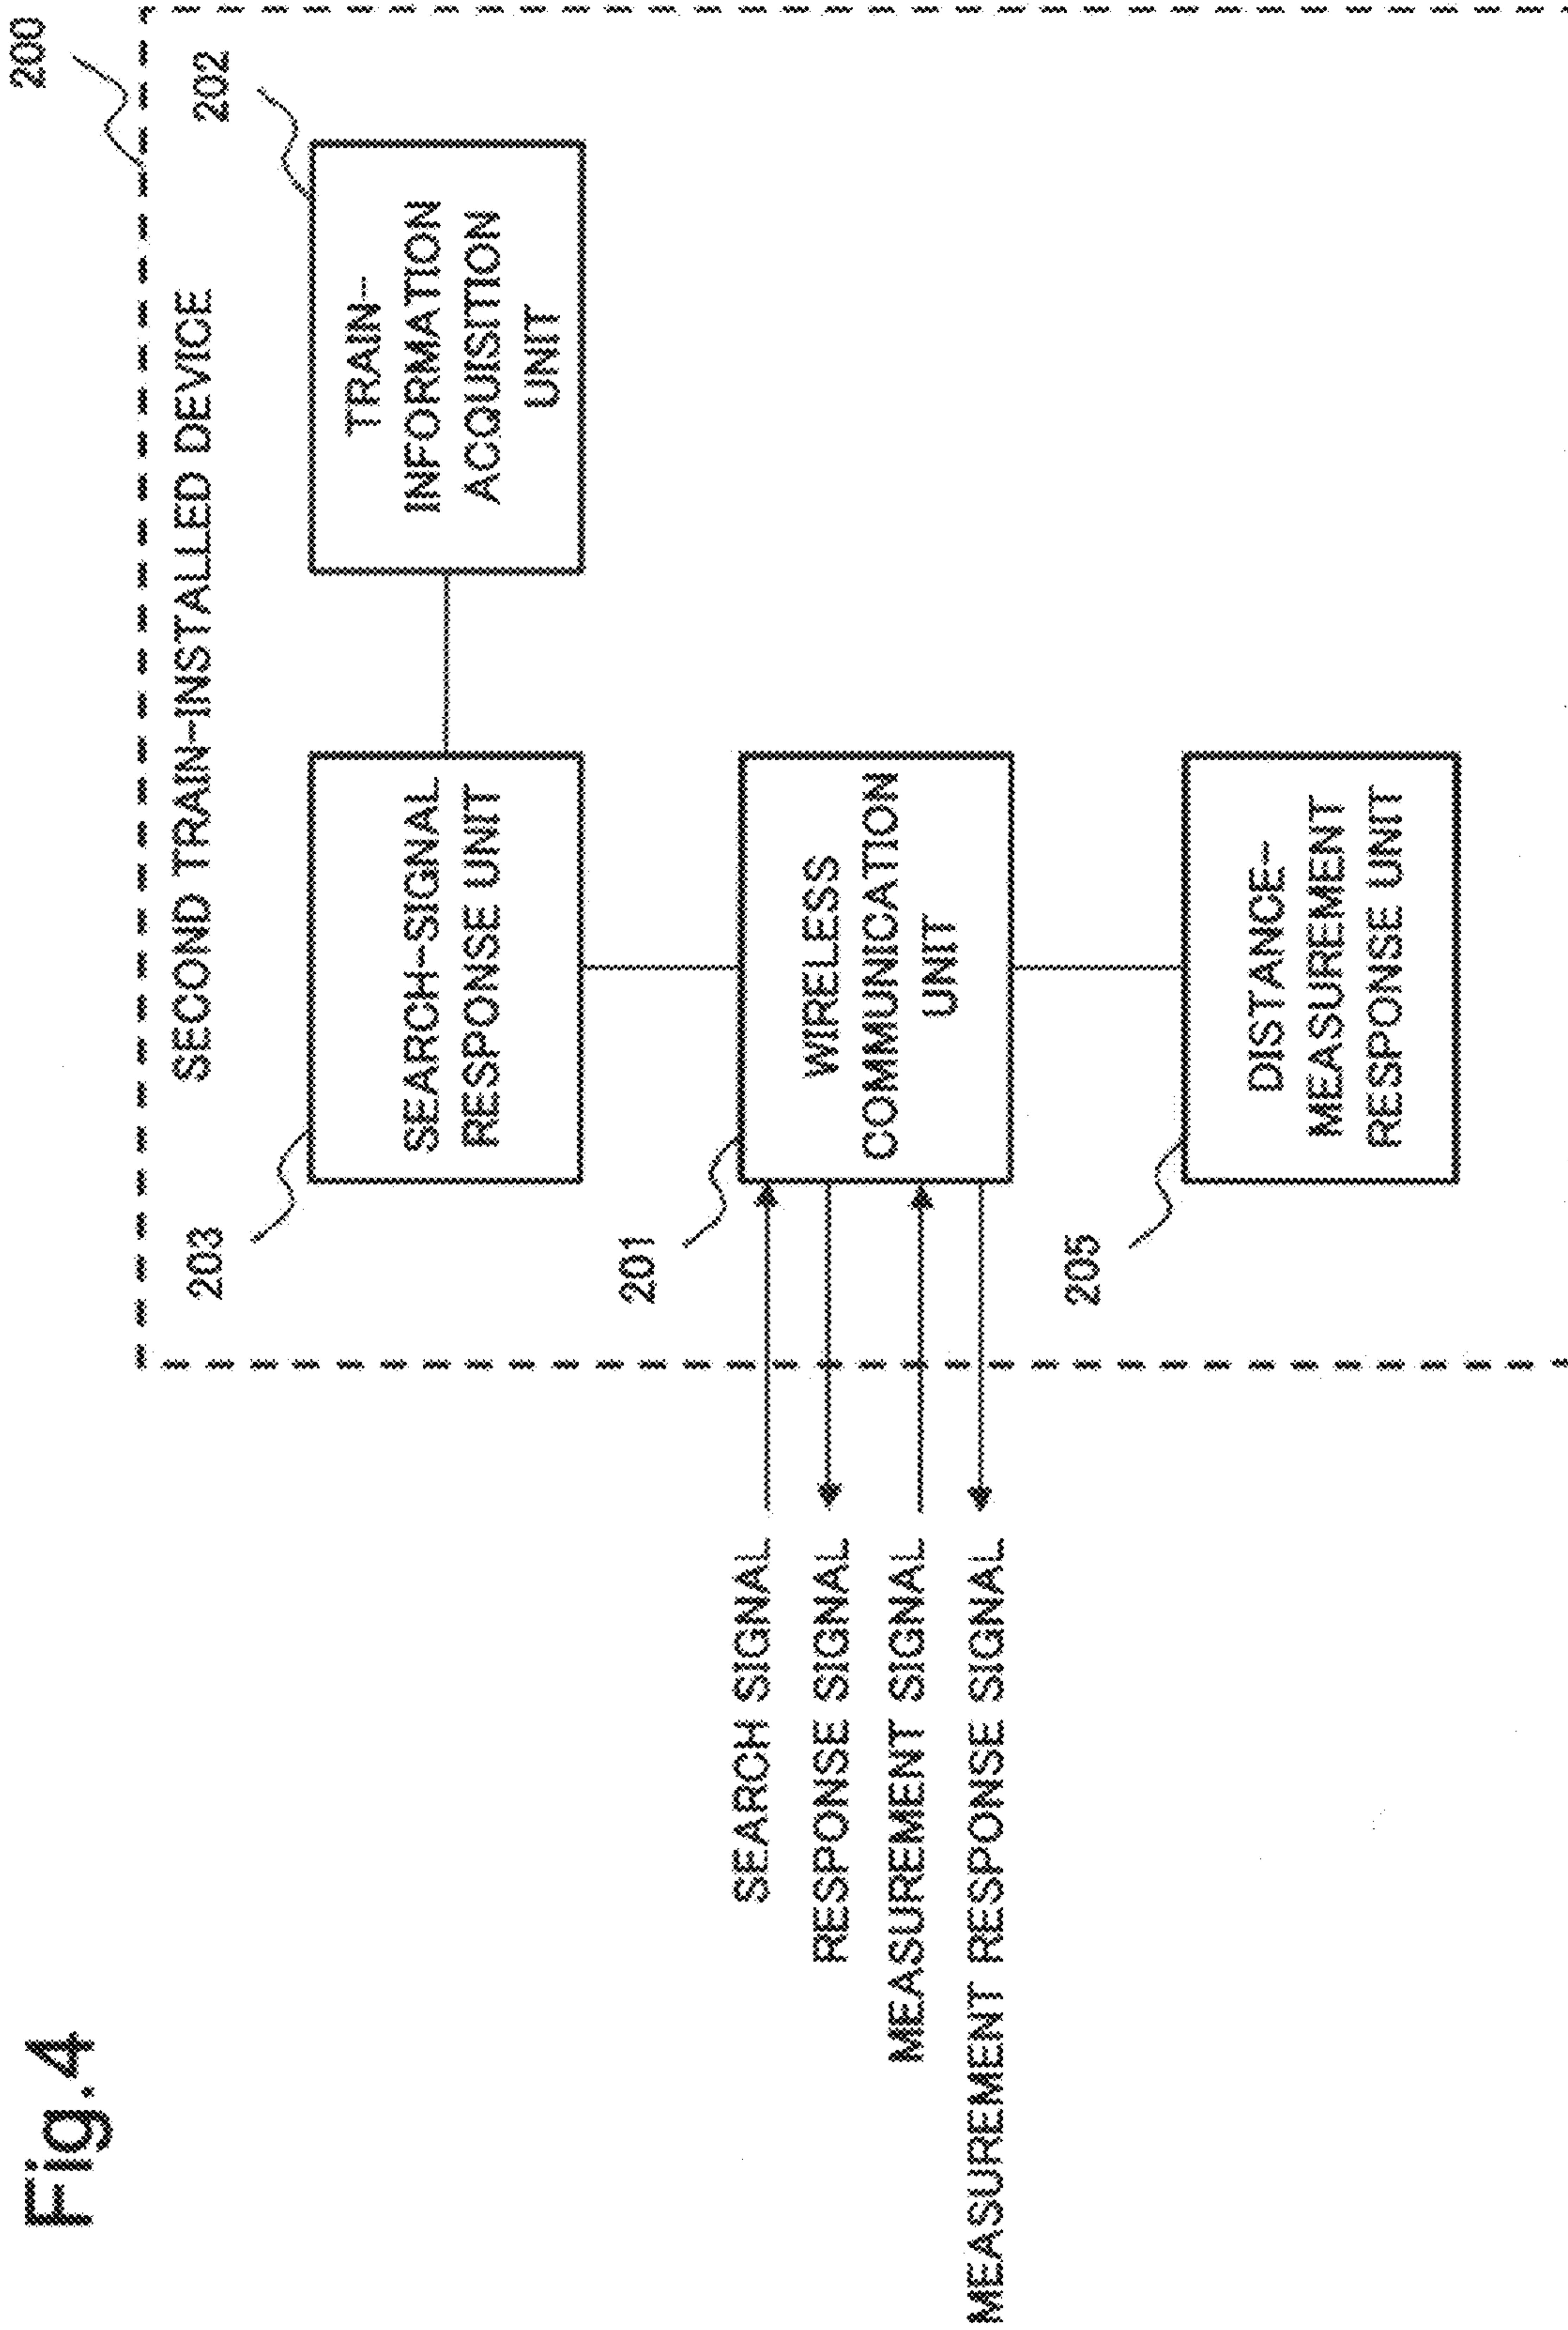 Fig.4
200
SECOND TRAIN-INSTALLED DEVICE
203
SEARCH-SIGNAL
RESPONSE UNIT
202
TRAIN-
INFORMATION
ACQUISITION
UNIT
SEARCH SIGNAL
RESPONSE SIGNAL
MEASUREMENT SIGNAL
MEASUREMENT RESPONSE SIGNAL
201
WIRELESS
COMMUNICATION
UNIT
205
DISTANCE-
MEASUREMENT
RESPONSE UNIT